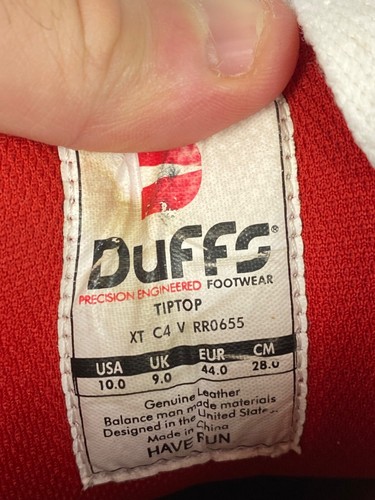 Duffs®
PRECISION ENGINEERED FOOTWEAR
TIPTOP
XT C4 V RR0655
USA UK EUR CM
10.0 9.0 44.0 28.0
Genuine Leather
Balance man made materials
Designed in the United States
Made in China
HAVE FUN